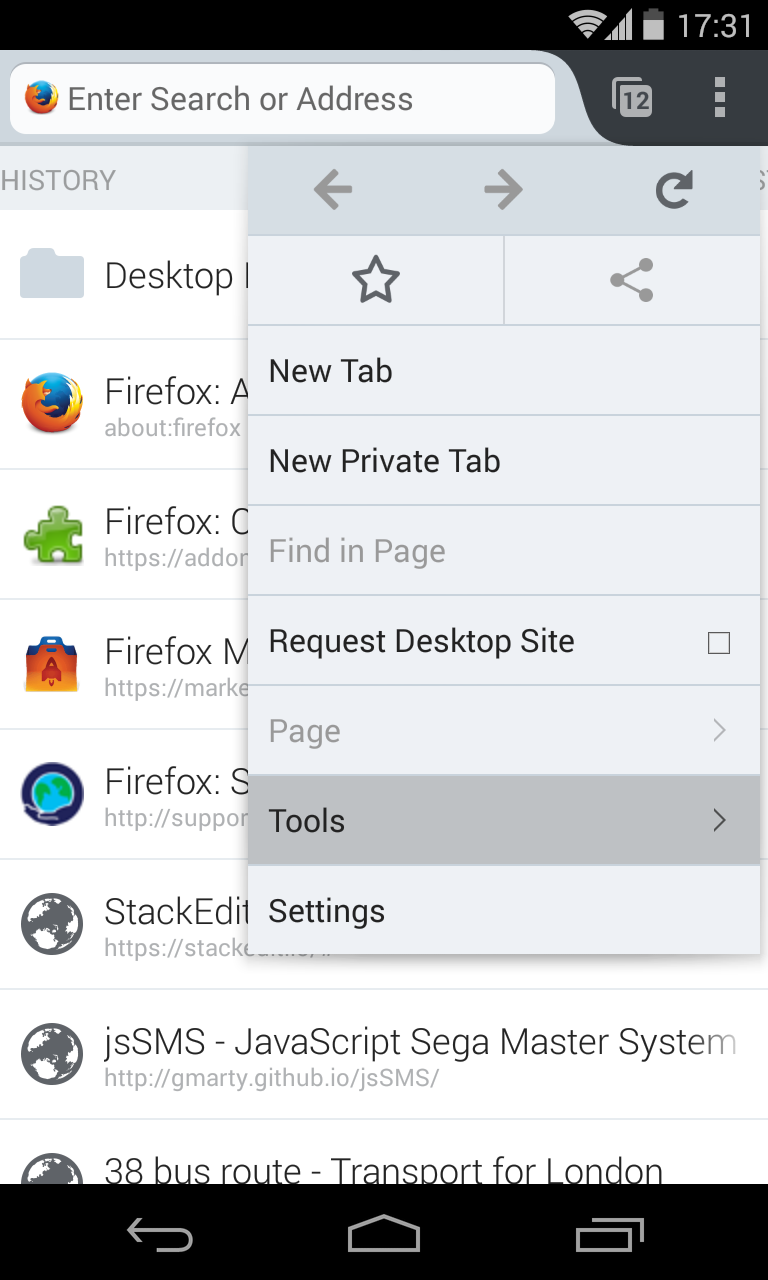 17:31
Enter Search or Address
12
HISTORY
Desktop
Firefox: A
about:firefox
Firefox:
https://addon
Firefox M
https://marke
Firefox: S
http://suppor
StackEdit
https://stackedit.io/
jsSMS - JavaScript Sega Master System
http://gmarty.github.io/jsSMS/
38 bus route - Transport for London
New Tab
New Private Tab
Find in Page
Request Desktop Site
Page
Tools
Settings